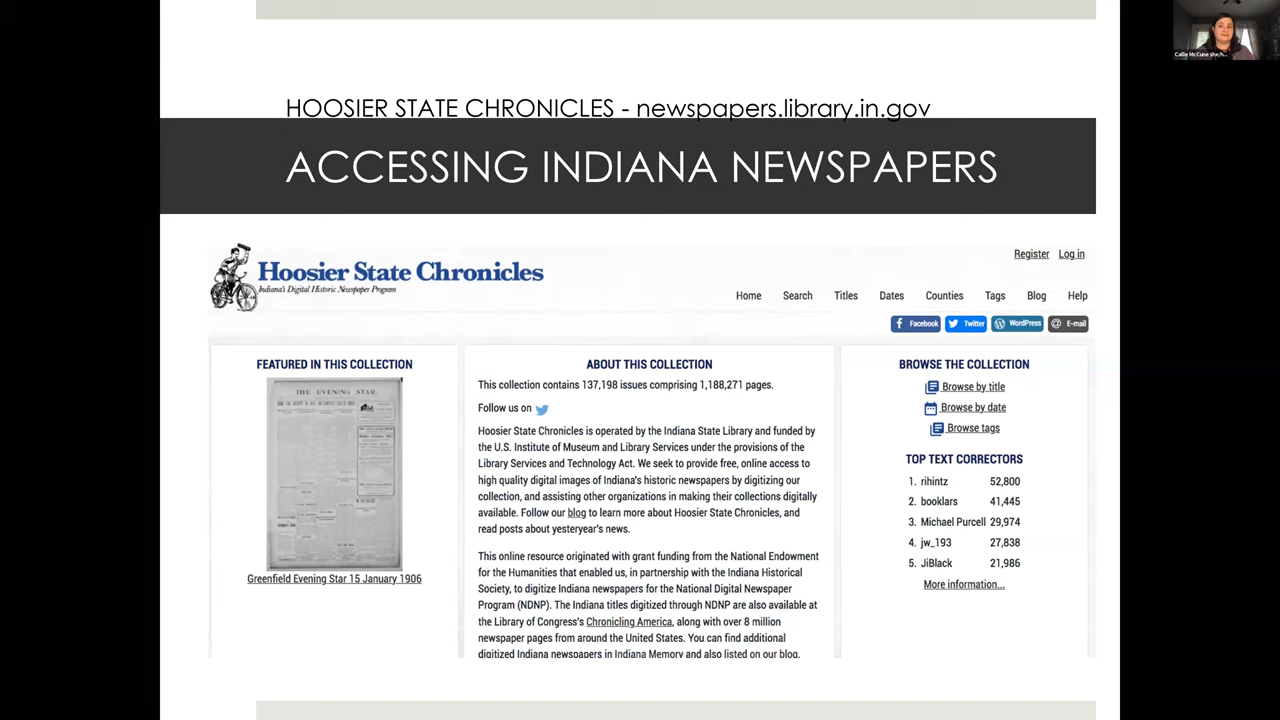 Callie McCune she/h...
HOOSIER STATE CHRONICLES - newspapers.library.in.gov
ACCESSING INDIANA NEWSPAPERS
Hoosier State Chronicles
Indiana's Digital Historic Newspaper Program
Register Log in
Home Search Titles Dates Counties Tags Blog Help
Facebook Twitter WordPress E-mail
FEATURED IN THIS COLLECTION
THE EVENING STAR.
Greenfield Evening Star 15 January 1906
ABOUT THIS COLLECTION
This collection contains 137,198 issues comprising 1,188,271 pages.
Follow us on
Hoosier State Chronicles is operated by the Indiana State Library and funded by
the U.S. Institute of Museum and Library Services under the provisions of the
Library Services and Technology Act. We seek to provide free, online access to
high quality digital images of Indiana's historic newspapers by digitizing our
collection, and assisting other organizations in making their collections digitally
available. Follow our blog to learn more about Hoosier State Chronicles, and
read posts about yesteryear's news.
This online resource originated with grant funding from the National Endowment
for the Humanities that enabled us, in partnership with the Indiana Historical
Society, to digitize Indiana newspapers for the National Digital Newspaper
Program (NDNP). The Indiana titles digitized through NDNP are also available at
the Library of Congress's Chronicling America, along with over 8 million
newspaper pages from around the United States. You can find additional
digitized Indiana newspapers in Indiana Memory and also listed on our blog.
BROWSE THE COLLECTION
Browse by title
Browse by date
Browse tags
TOP TEXT CORRECTORS
1. rihintz 52,800
2. booklars 41,445
3. Michael Purcell 29,974
4. jw_193 27,838
5. JiBlack 21,986
More information...